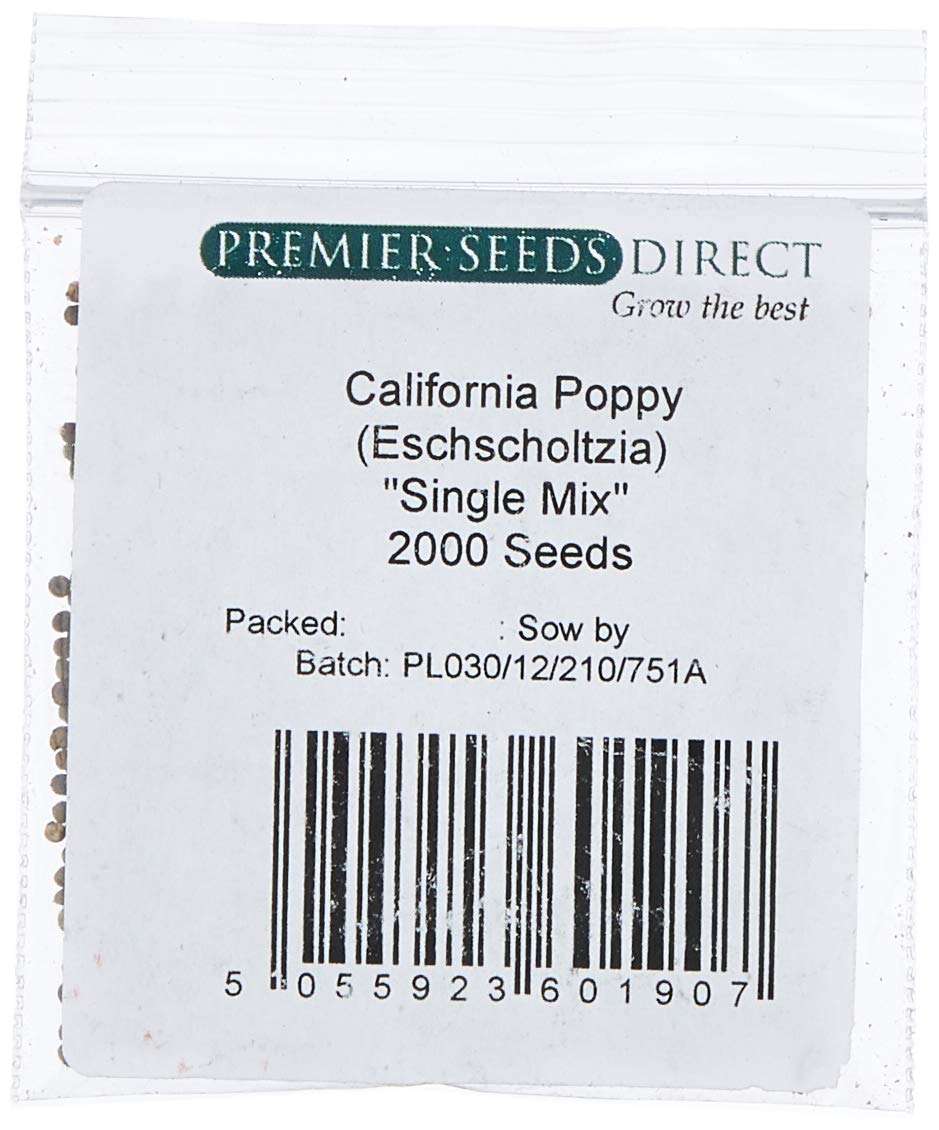 PREMIER·SEEDS DIRECT
Grow the best
California Poppy
(Eschscholtzia)
"Single Mix"
2000 Seeds
Packed: : Sow by
Batch: PL030/12/210/751A
5 055923 601907